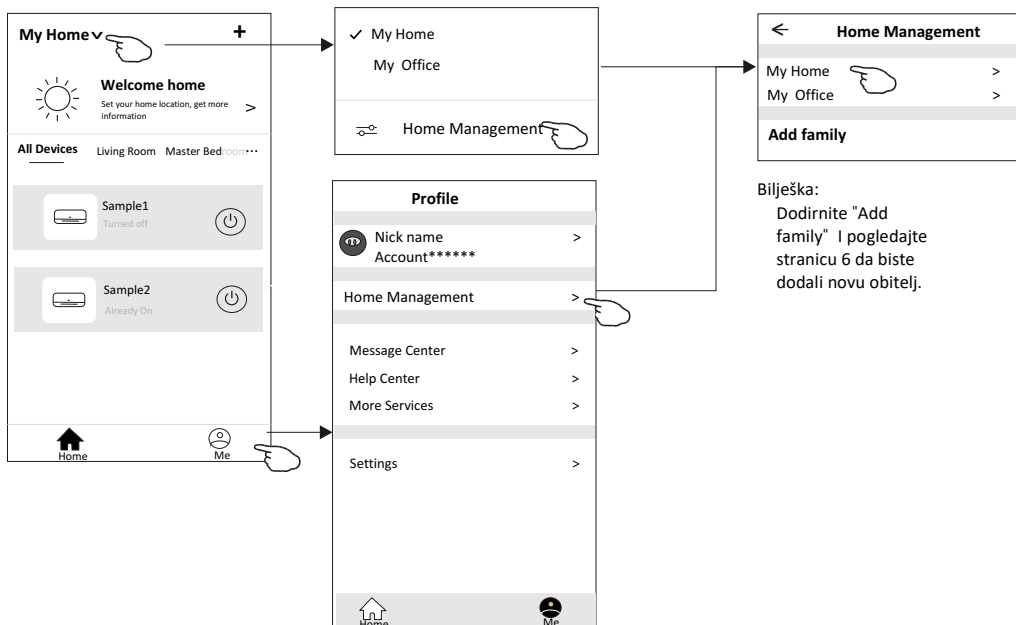 My Home
+
Welcome home
Set your home location, get more
information
>
All Devices Living Room Master Bedroom...
Sample1
Turned off
Sample2
Already On
Home
Me
✓ My Home
My Office
Home Management
Profile
Nick name >
Account******
Home Management >
Message Center >
Help Center >
More Services >
Settings >
Home
Me
Home Management
My Home >
My Office >
Add family
Bilješka:
Dodirnite "Add
family" I pogledajte
stranicu 6 da biste
dodali novu obitelj.